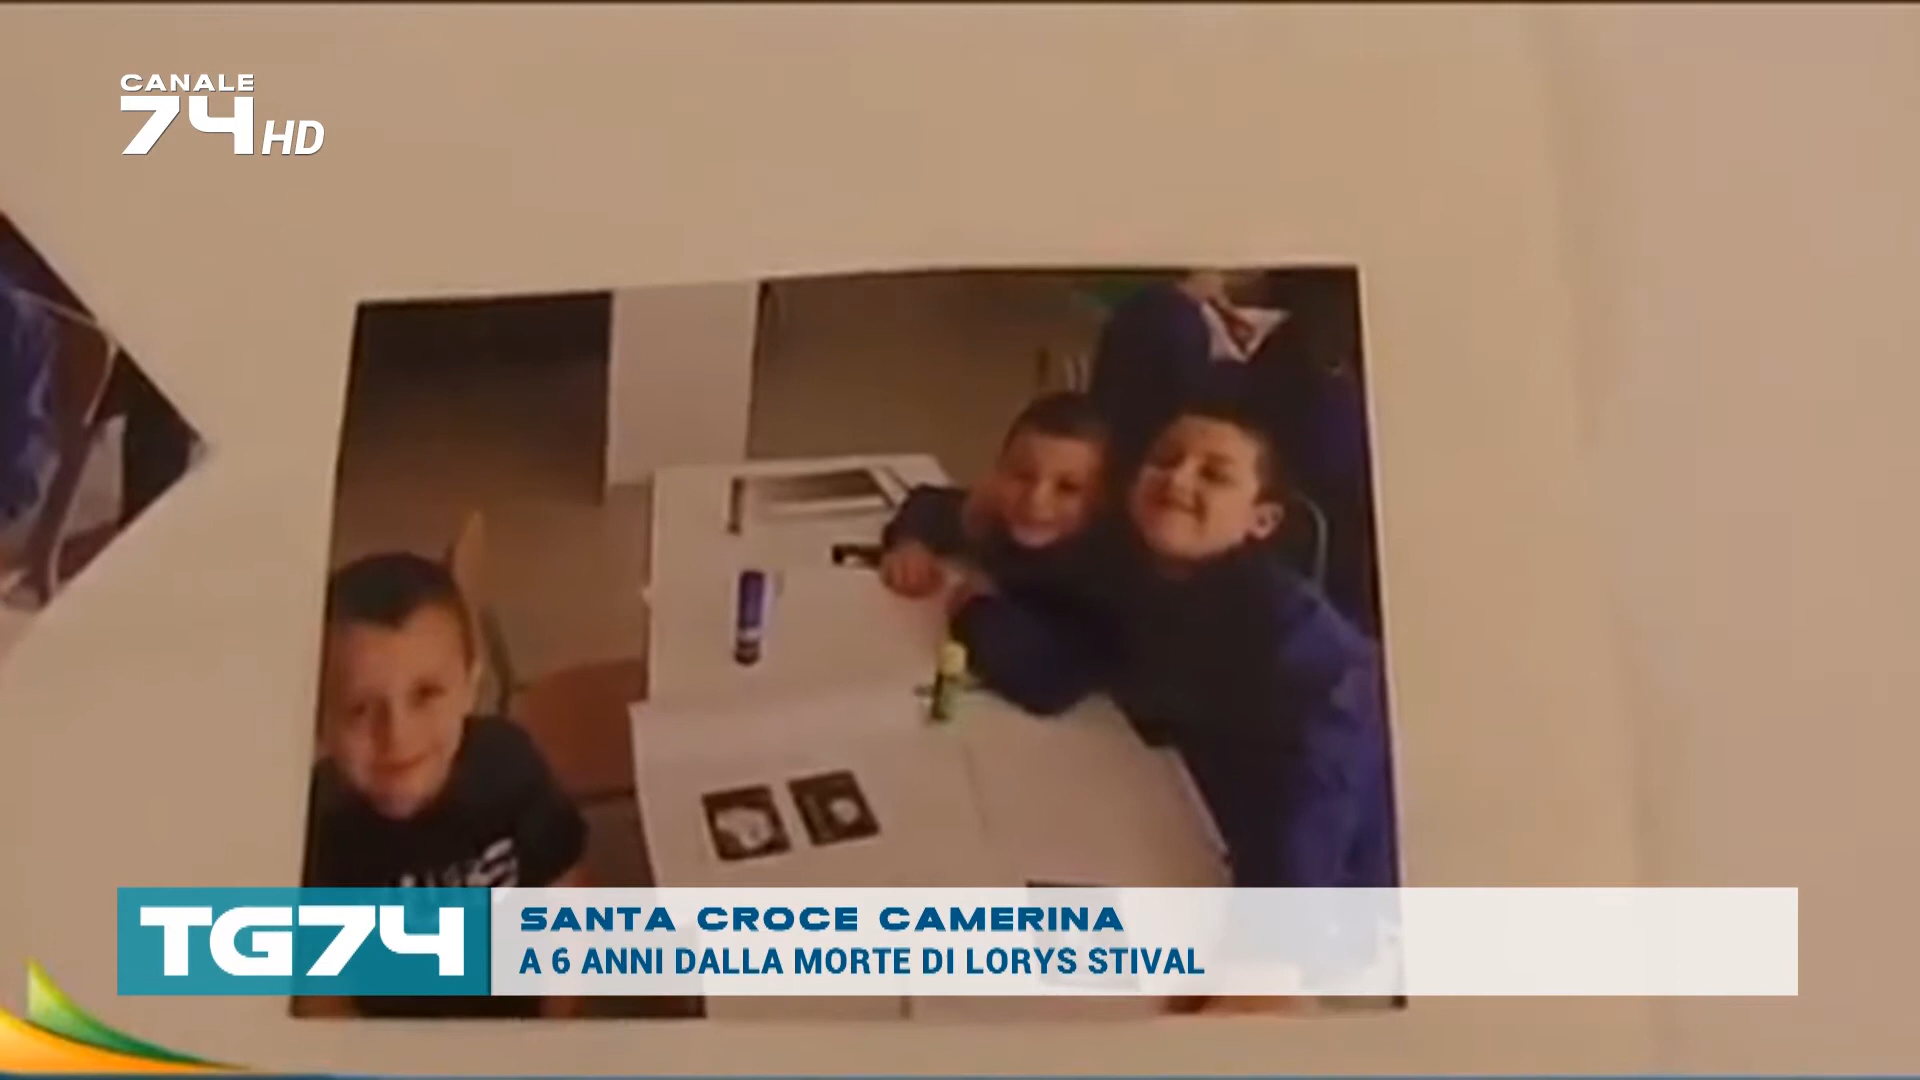 CANALE
74 HD
TG74
SANTA CROCE CAMERINA
A 6 ANNI DALLA MORTE DI LORYS STIVAL